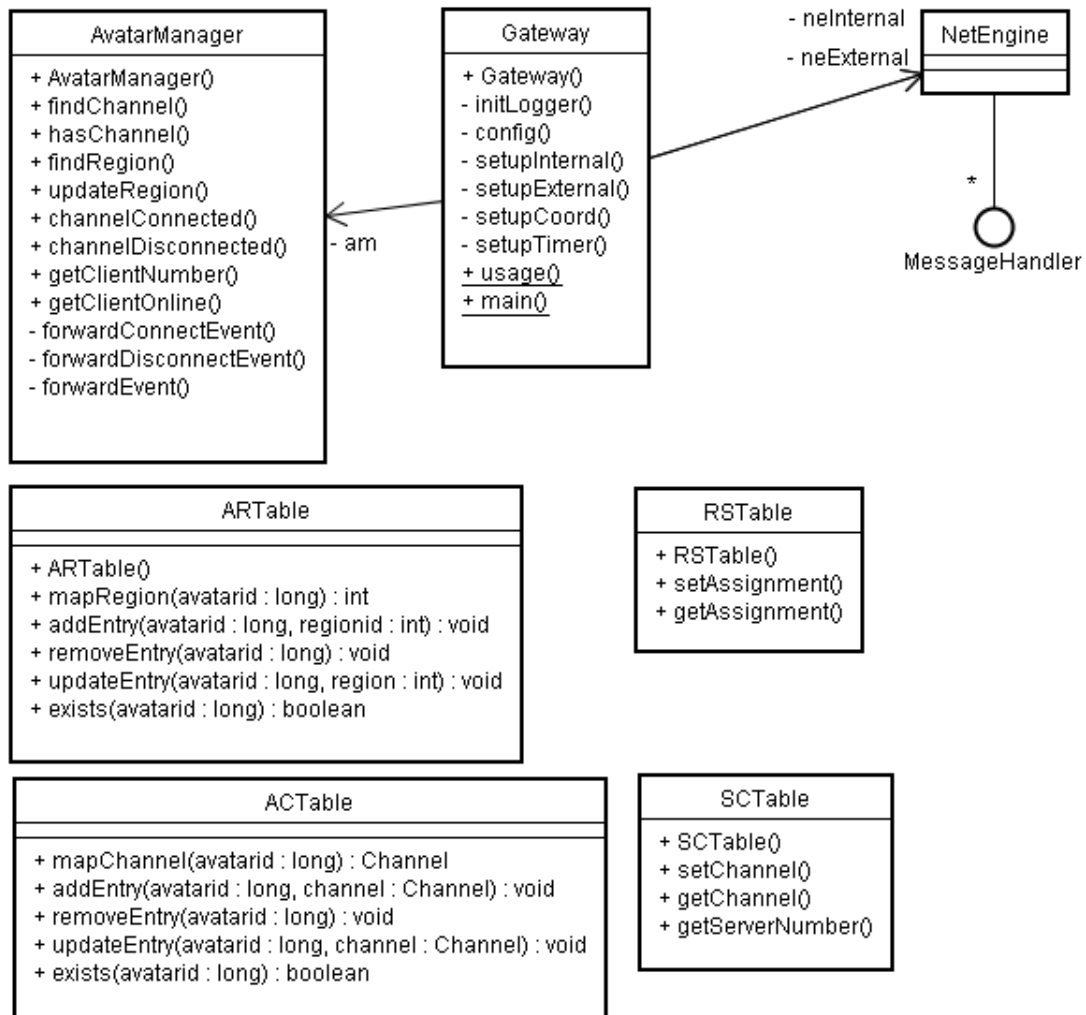 AvatarManager
+ AvatarManager()
+ findChannel()
+ hasChannel()
+ findRegion()
+ updateRegion()
+ channelConnected()
+ channelDisconnected()
+ getClientNumber()
+ getClientOnline()
- forwardConnectEvent()
- forwardDisconnectEvent()
- forwardEvent()
- am
Gateway
+ Gateway()
- initLogger()
- config()
- setupInternal()
- setupExternal()
- setupCoord()
- setupTimer()
+ usage()
+ main()
- neInternal
- neExternal
NetEngine
*
MessageHandler
ARTable
+ ARTable()
+ mapRegion(avatarid : long) : int
+ addEntry(avatarid : long, regionid : int) : void
+ removeEntry(avatarid : long) : void
+ updateEntry(avatarid : long, region : int) : void
+ exists(avatarid : long) : boolean
RSTable
+ RSTable()
+ setAssignment()
+ getAssignment()
ACTable
+ mapChannel(avatarid : long) : Channel
+ addEntry(avatarid : long, channel : Channel) : void
+ removeEntry(avatarid : long) : void
+ updateEntry(avatarid : long, channel : Channel) : void
+ exists(avatarid : long) : boolean
SCTable
+ SCTable()
+ setChannel()
+ getChannel()
+ getServerNumber()